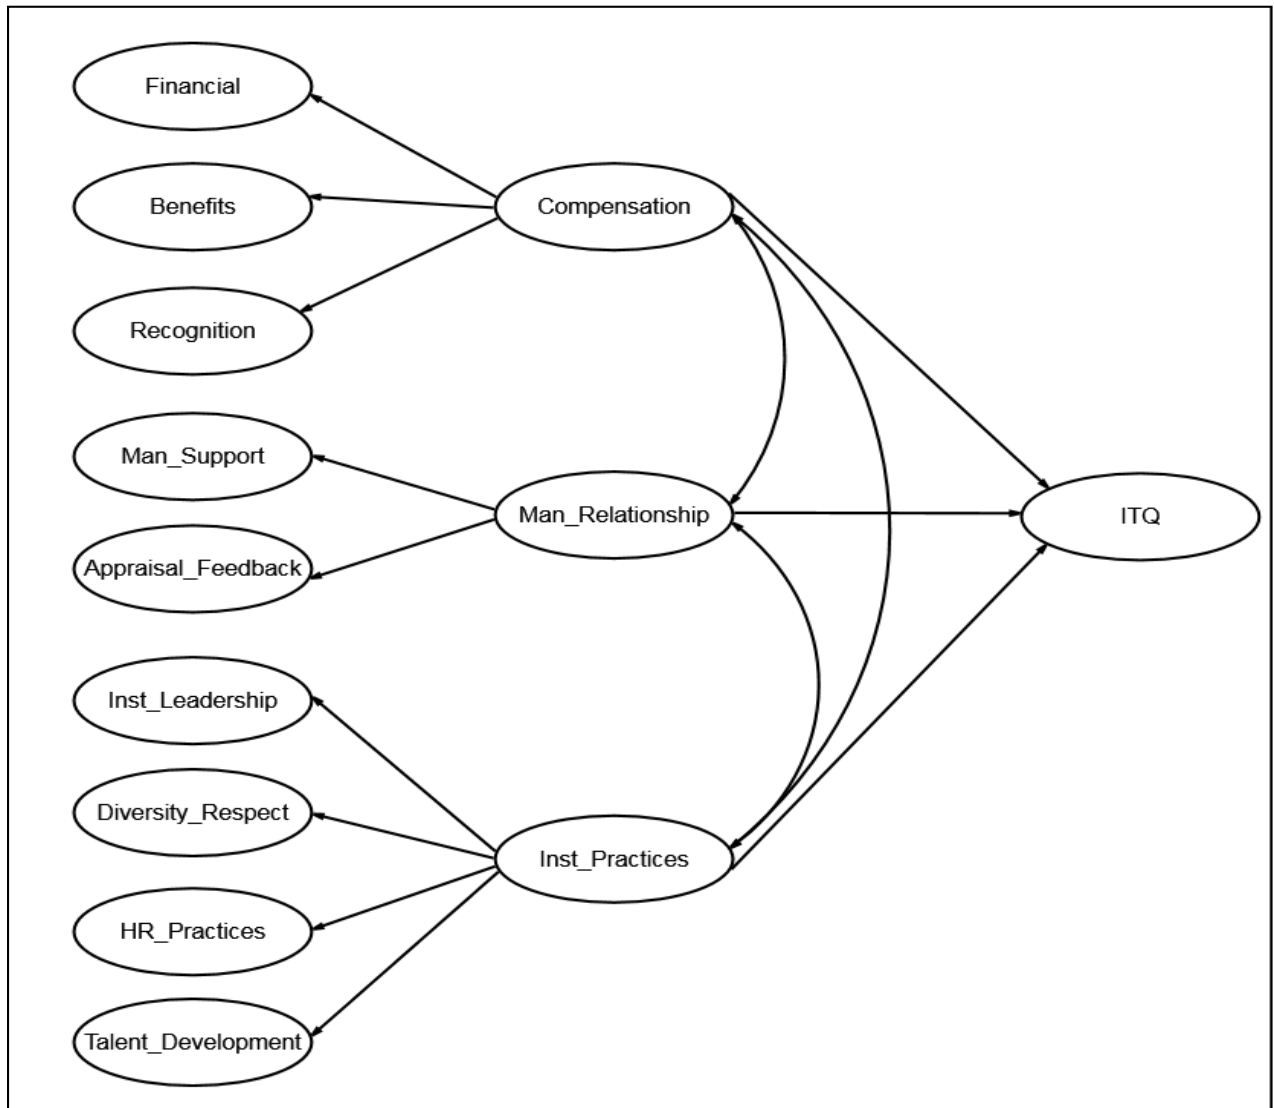 Financial
Benefits
Compensation
Recognition
Man_Support
Man_Relationship
ITQ
Appraisal_Feedback
Inst_Leadership
Diversity_Respect
Inst_Practices
HR_Practices
Talent_Development